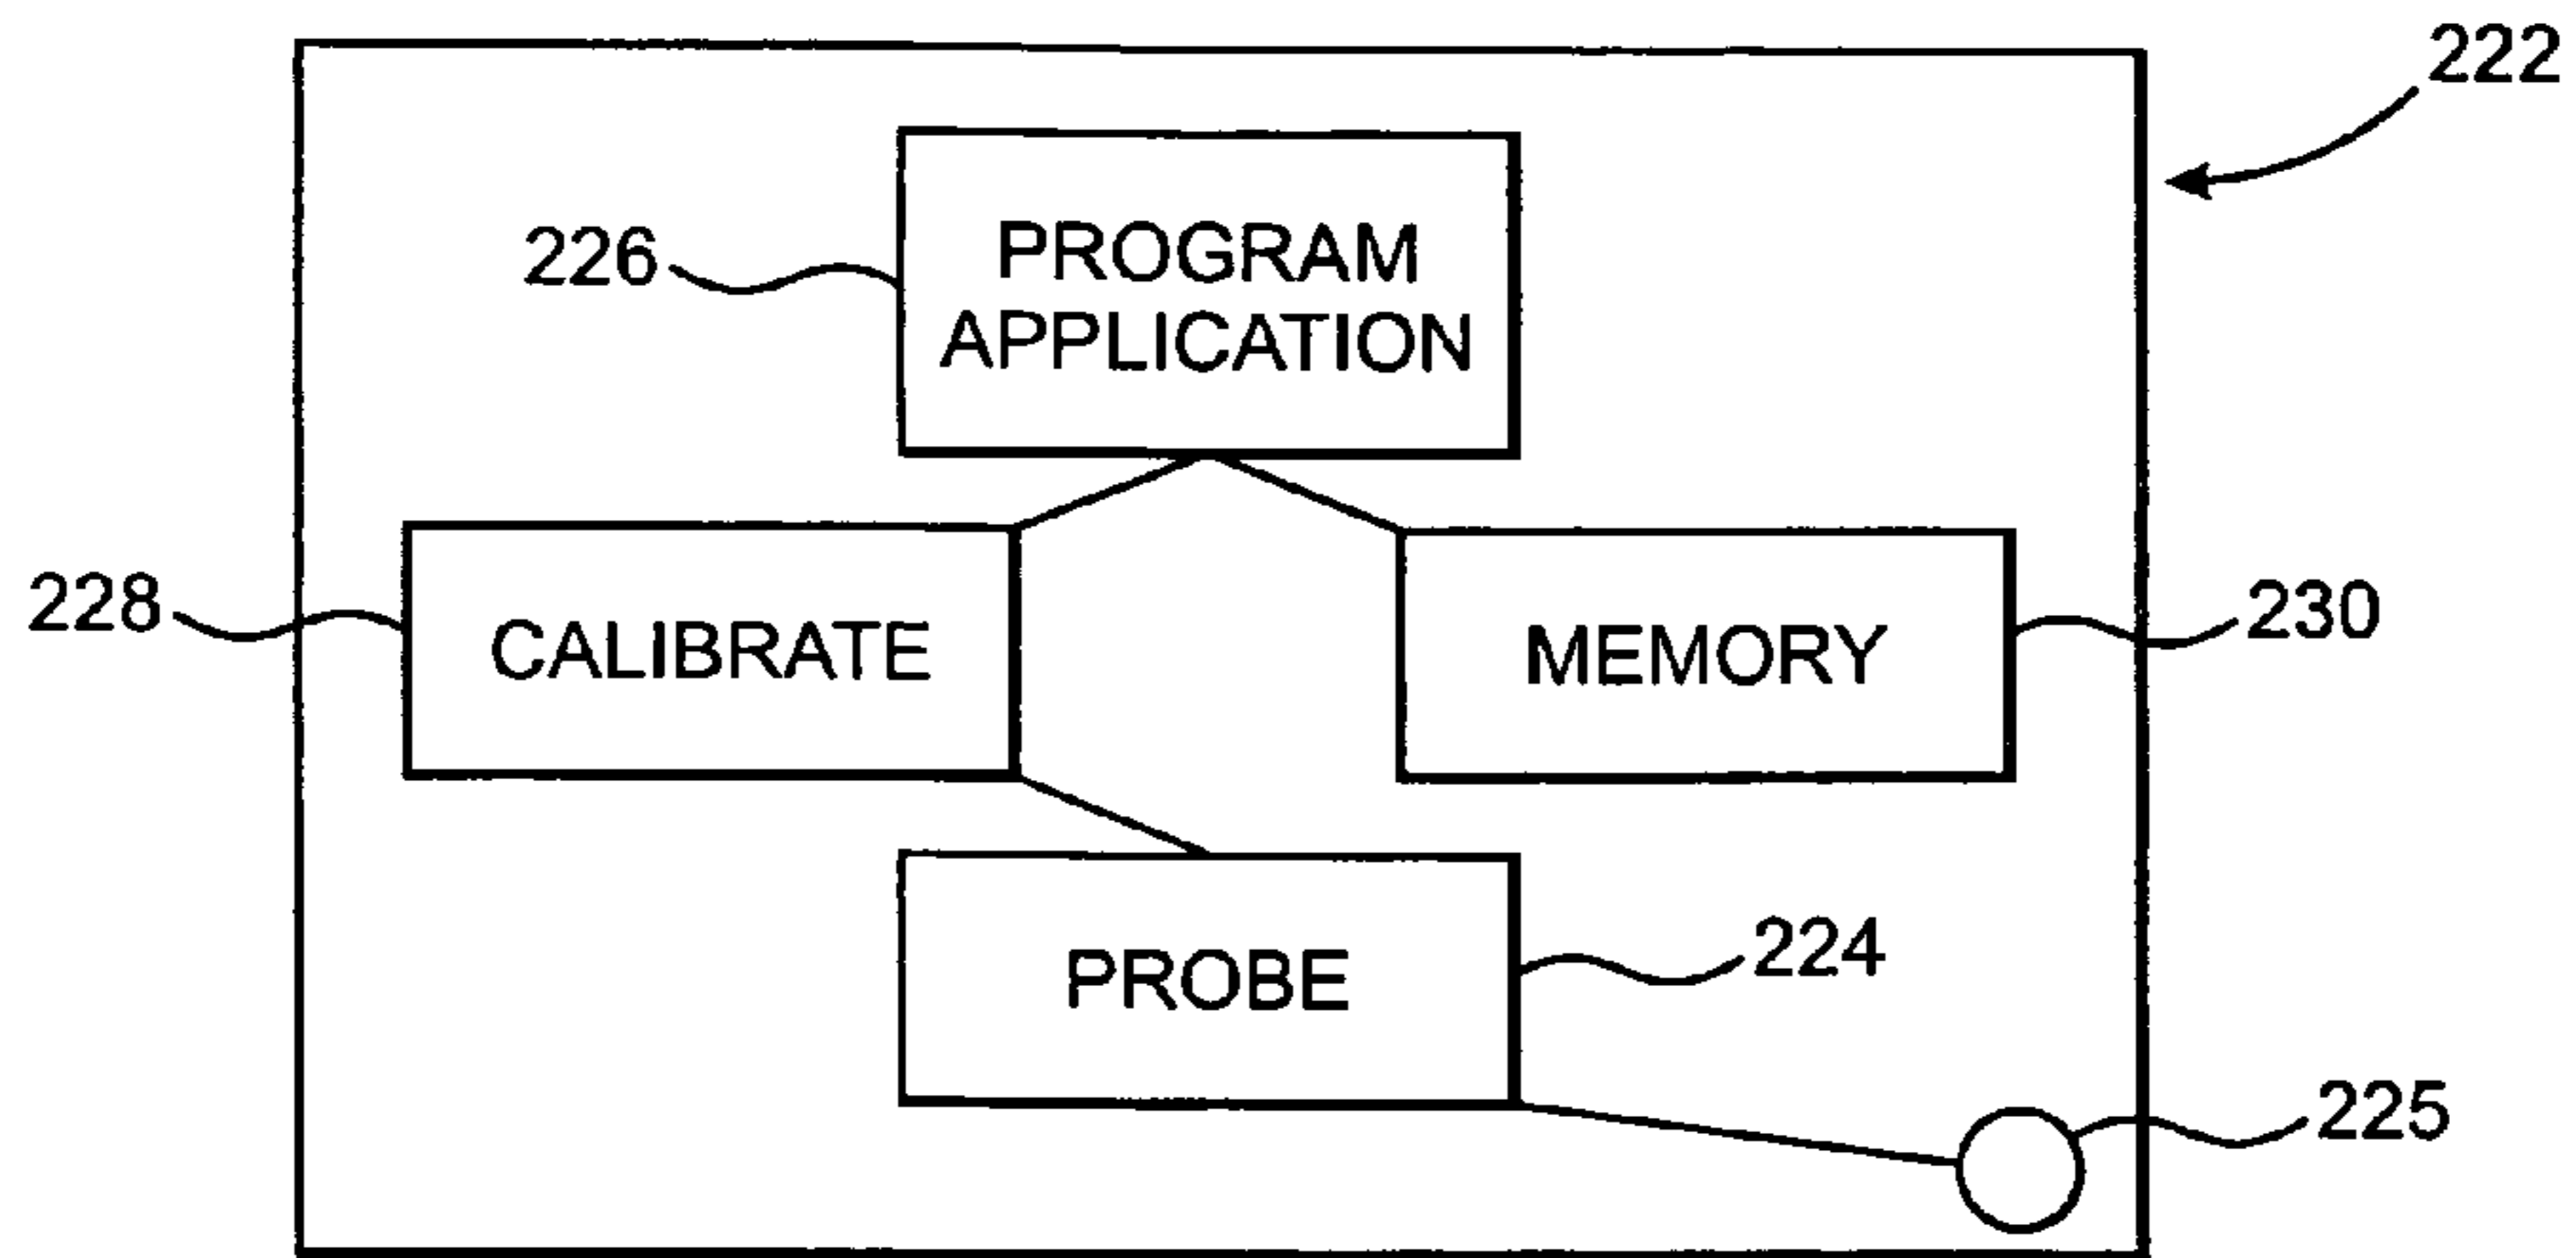 222
226
PROGRAM
APPLICATION
228
CALIBRATE
MEMORY
230
PROBE
224
225